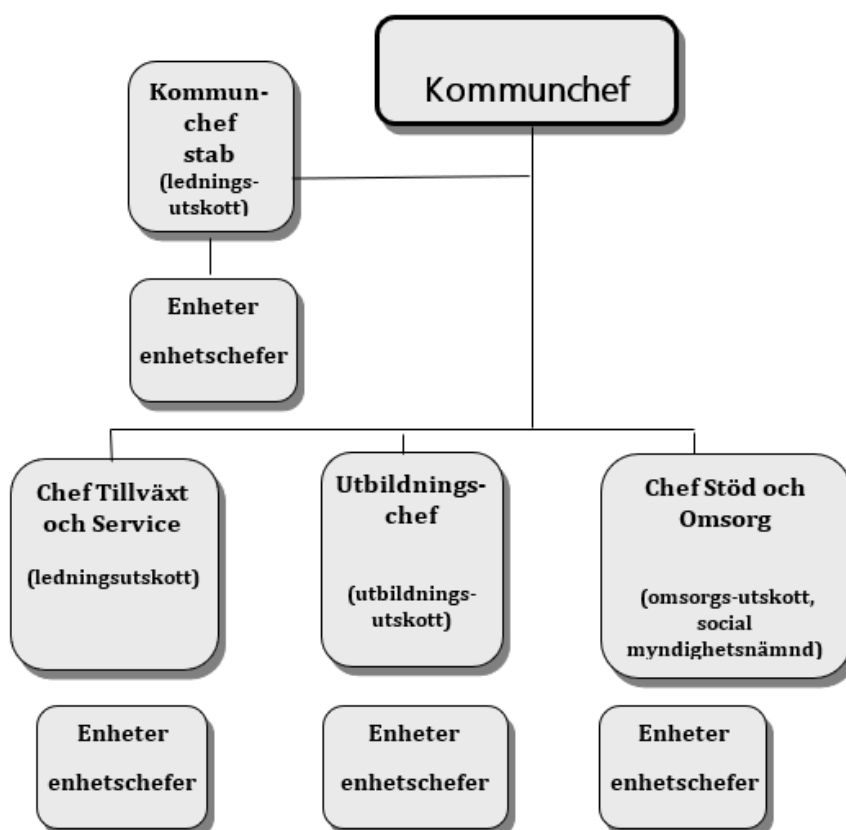 Kommunchef
Kommun-
chef
stab
(lednings-
utskott)
Enheter
enhetschefer
Chef Tillväxt
och Service
(ledningsutskott)
Utbildnings-
chef
(utbildnings-
utskott)
Chef Stöd och
Omsorg
(omsorgs-utskott,
social
myndighetsnämnd)
Enheter
enhetschefer
Enheter
enhetschefer
Enheter
enhetschefer